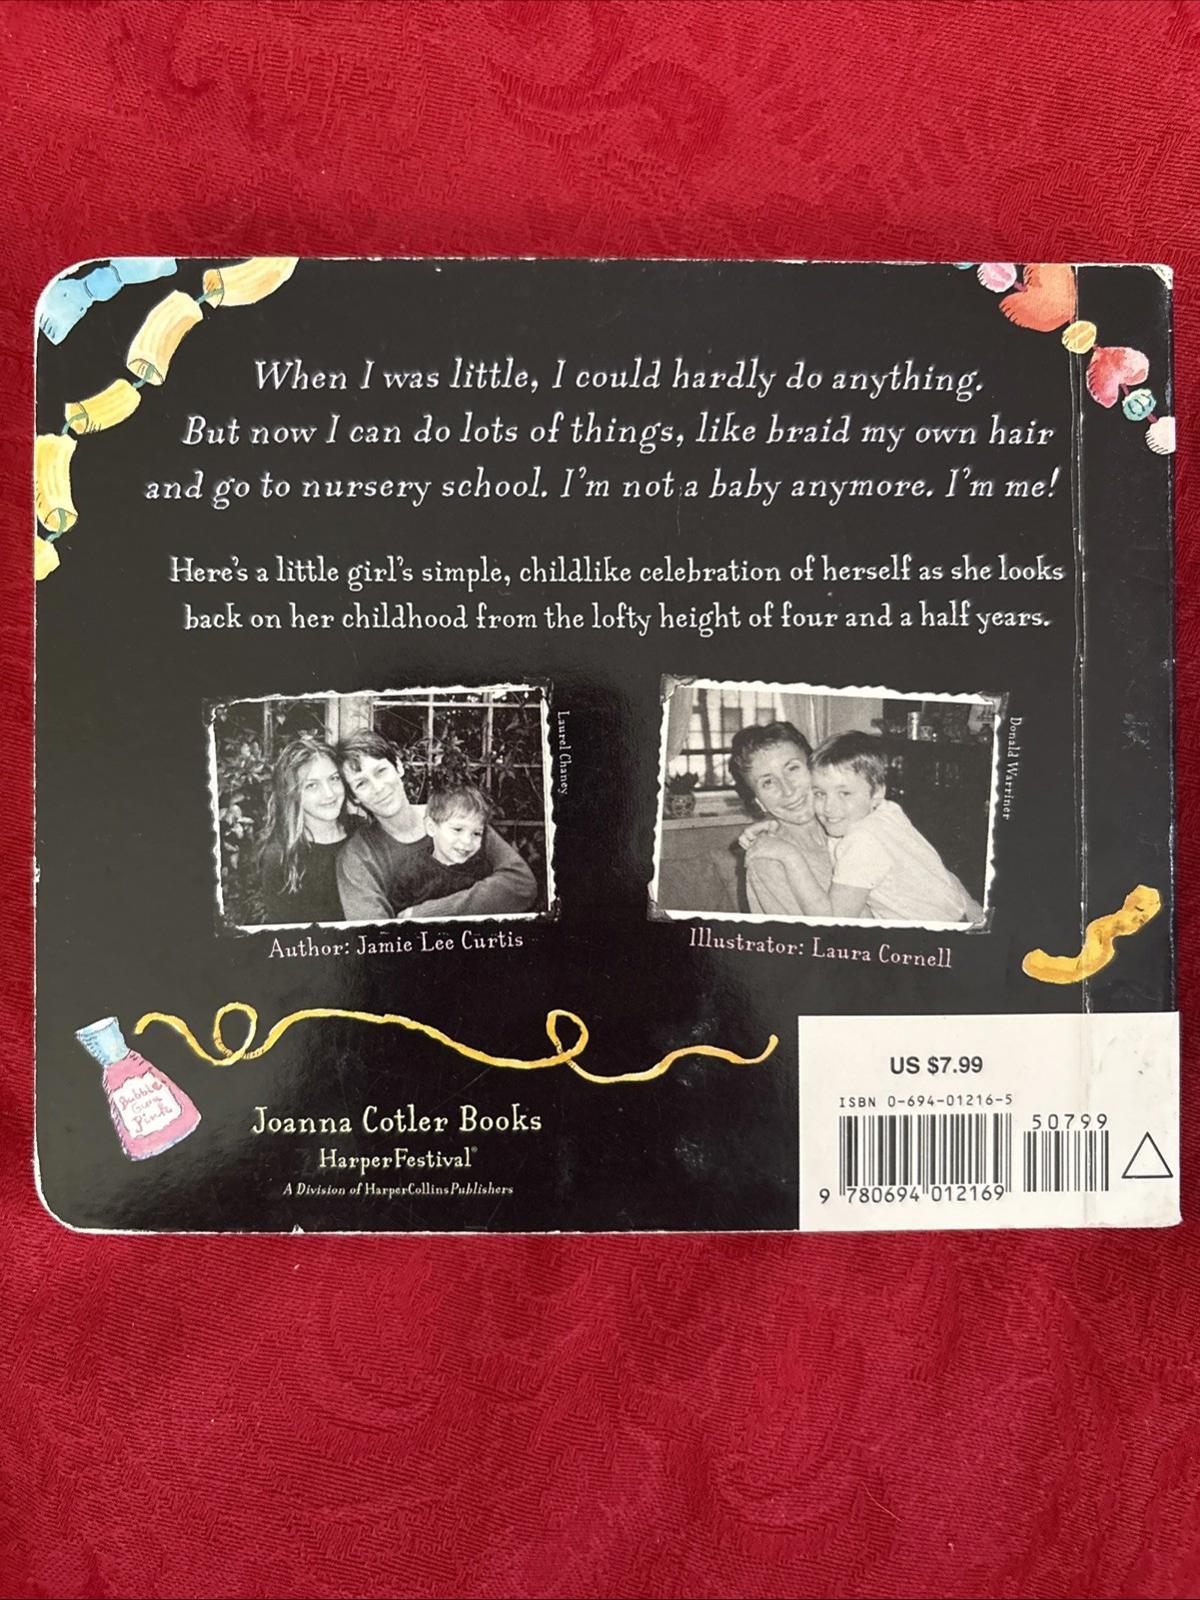 When I was little, I could hardly do anything.
But now I can do lots of things, like braid my own hair
and go to nursery school. I'm not a baby anymore. I'm me!
Here's a little girl's simple, childlike celebration of herself as she looks
back on her childhood from the lofty height of four and a half years.
Laurel Chaney
Donald Warriner
Author: Jamie Lee Curtis
Illustrator: Laura Cornell
Bubble
Gum
Pink
Joanna Cotler Books
HarperFestival®
A Division of HarperCollinsPublishers
US $7.99
ISBN 0-694-01216-5
50799
9 780694 012169